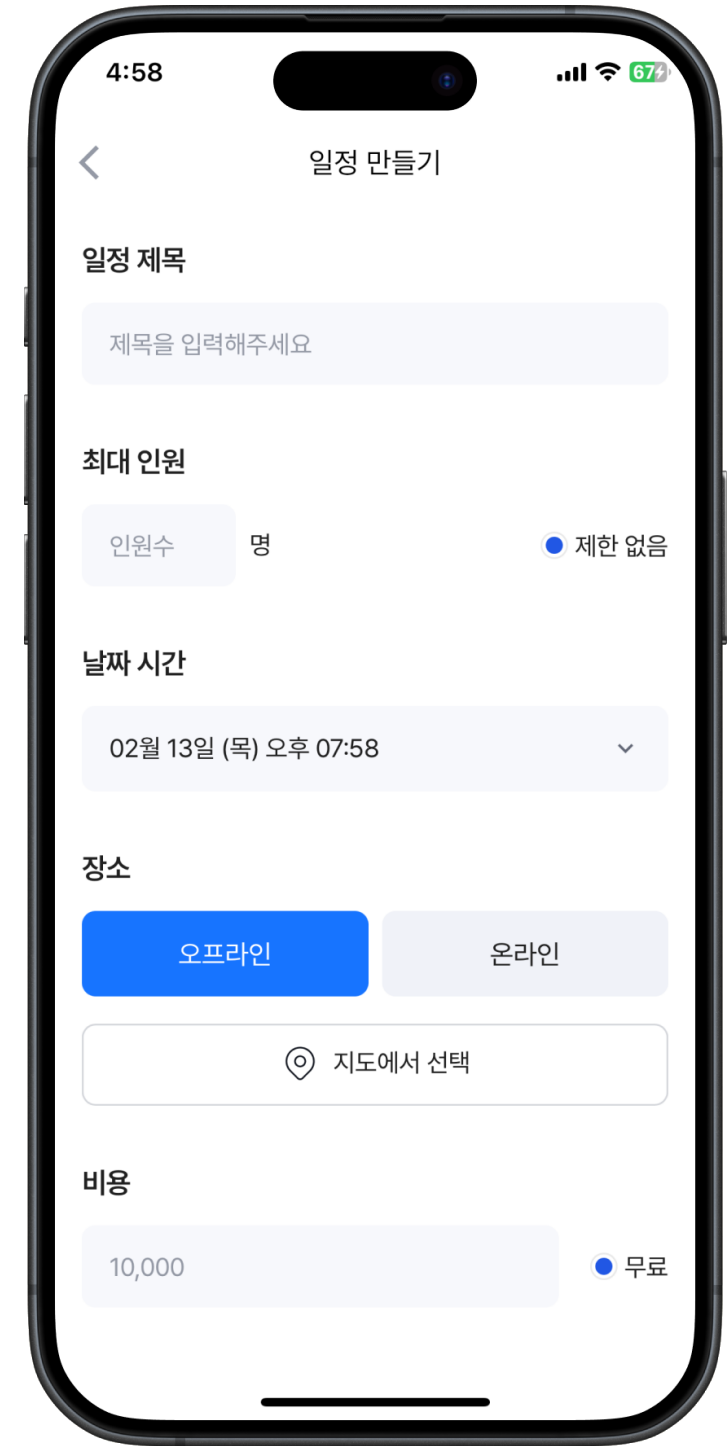 4:58
67
일정 만들기
일정 제목
제목을 입력해주세요
최대 인원
인원수 명 제한 없음
날짜 시간
02월 13일 (목) 오후 07:58
장소
오프라인 온라인
지도에서 선택
비용
10,000 무료